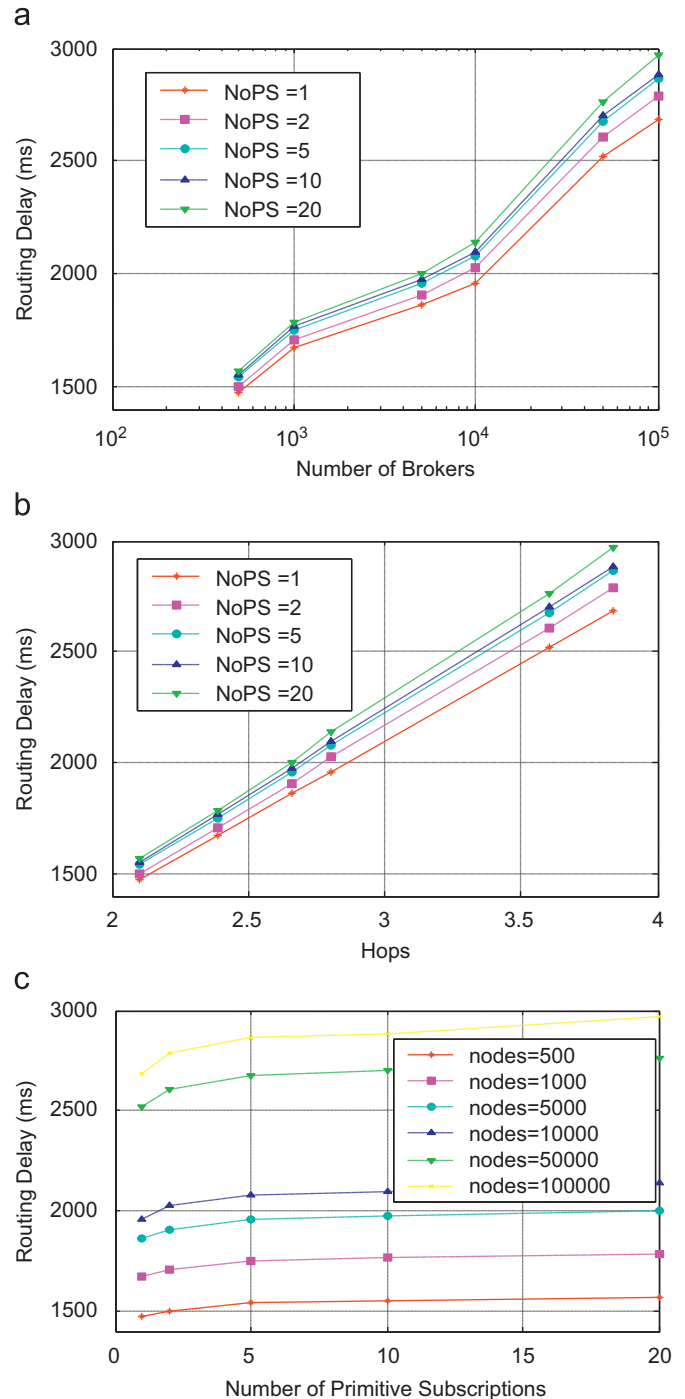 a
3000
2500
2000
1500
Routing Delay (ms)
NoPS =1
NoPS =2
NoPS =5
NoPS =10
NoPS =20
10^2
10^3
10^4
10^5
Number of Brokers
b
3000
2500
2000
1500
Routing Delay (ms)
NoPS =1
NoPS =2
NoPS =5
NoPS =10
NoPS =20
2
2.5
3
3.5
4
Hops
c
3000
2500
2000
1500
Routing Delay (ms)
nodes=500
nodes=1000
nodes=5000
nodes=10000
nodes=50000
nodes=100000
0
5
10
15
20
Number of Primitive Subscriptions